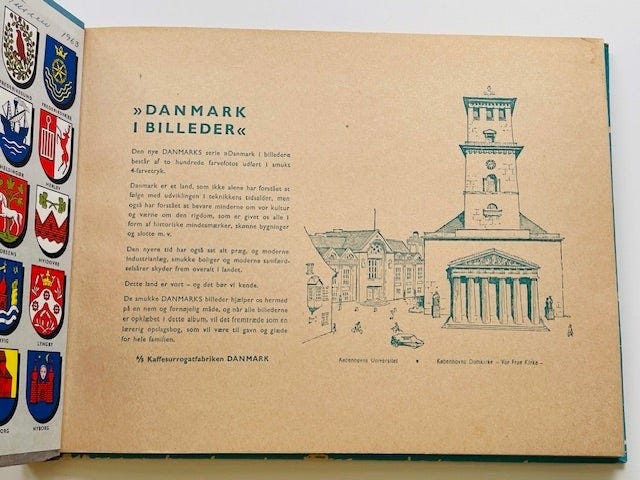 1963
FREDERIKSSUND
FREDERIKSVÆRK
HELSINGØR
HERLEV
HORSENS
HVIDOVRE
LYNGBY
NYBORG
»DANMARK
I BILLEDER«
Den nye DANMARKS serie »Danmark i billeder«
består af to hundrede farvefotos udført i smukt
4-farvetryk.
Danmark er et land, som ikke alene har forstået at
følge med udviklingen i teknikkens tidsalder, men
også har forstået at bevare minderne om vor kultur
og værne om den rigdom, som er givet os alle i
form af historiske mindesmærker, skønne bygninger
og slotte m. v.
Den nyere tid har også sat alt præg, og moderne
industrianlæg, smukke boliger og moderne samfærd-
selsårer skyder frem overalt i landet.
Dette land er vort – og det bør vi kende.
De smukke DANMARKS billeder hjælper os hermed
på en nem og fornøjelig måde, og når alle billederne
er opklæbet i dette album, vil det fremtræde som en
lærerig opslagsbog, som vil være til gavn og glæde
for hele familien.
A/S Kaffesurrogatfabriken DANMARK
Københavns Universitet • Københavns Domkirke – Vor Frue Kirke –